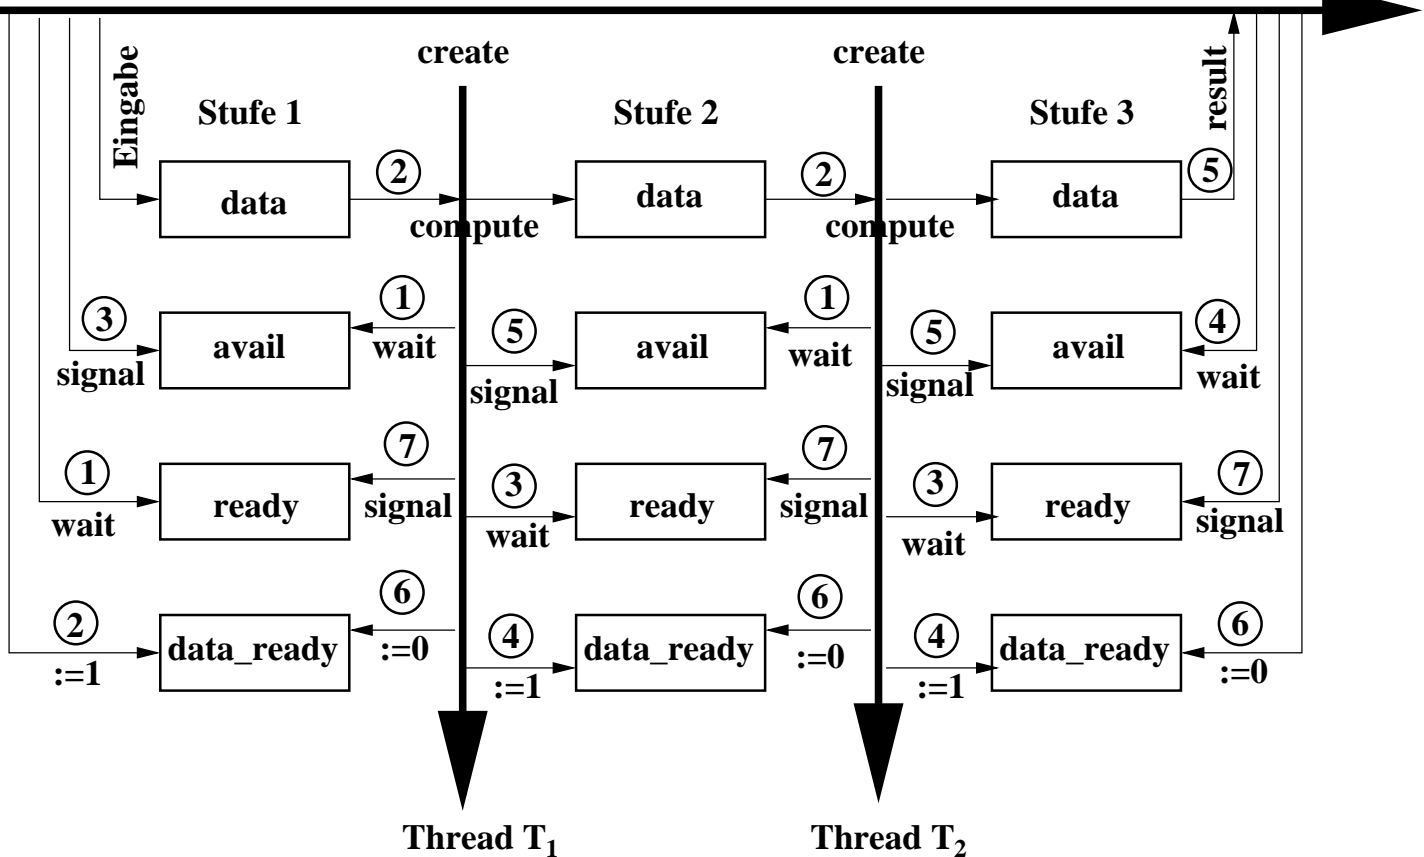 create
create
Eingabe
result
Stufe 1
Stufe 2
Stufe 3
2
2
5
data
data
data
compute
compute
3
1
5
1
5
4
avail
avail
avail
signal
wait
signal
wait
signal
wait
1
7
3
7
3
7
ready
ready
ready
wait
signal
wait
signal
wait
signal
2
6
4
6
4
6
data_ready
data_ready
data_ready
:=1
:=0
:=1
:=0
:=1
:=0
Thread T1
Thread T2